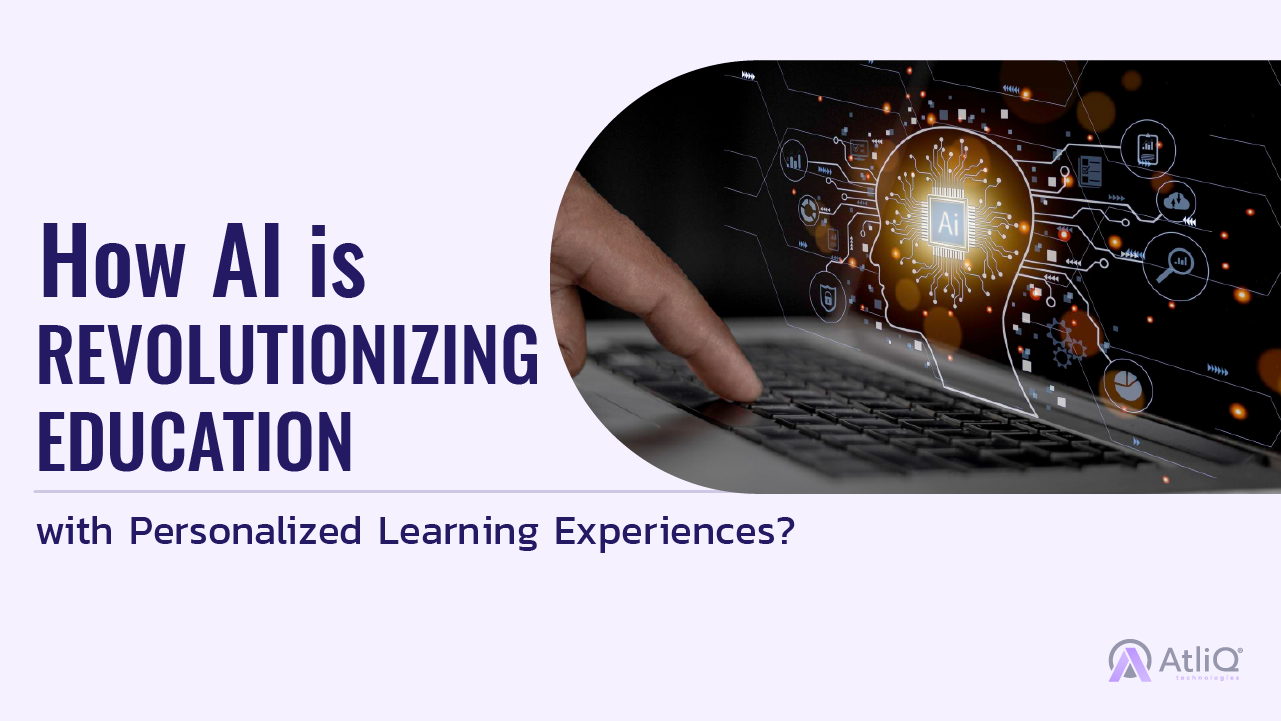 How AI is
REVOLUTIONIZING
EDUCATION
with Personalized Learning Experiences?
Ai
AtliQ®
technologies